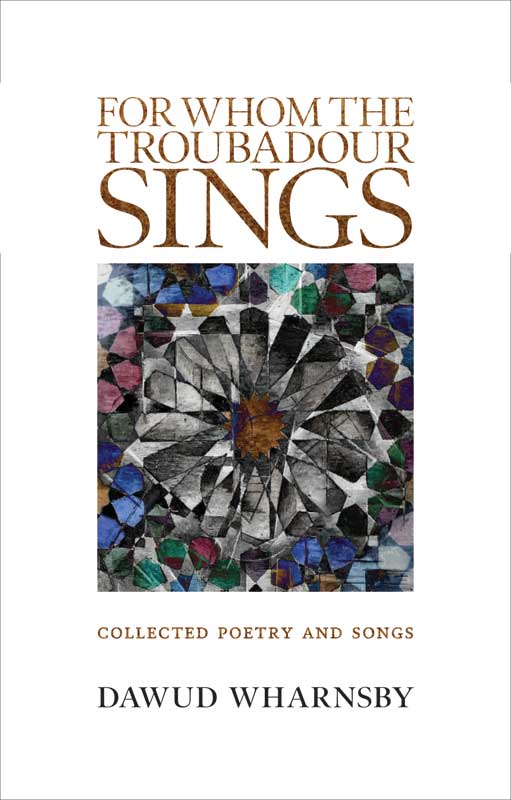 FOR WHOM THE
TROUBADOUR
SINGS
COLLECTED POETRY AND SONGS
DAWUD WHARNSBY